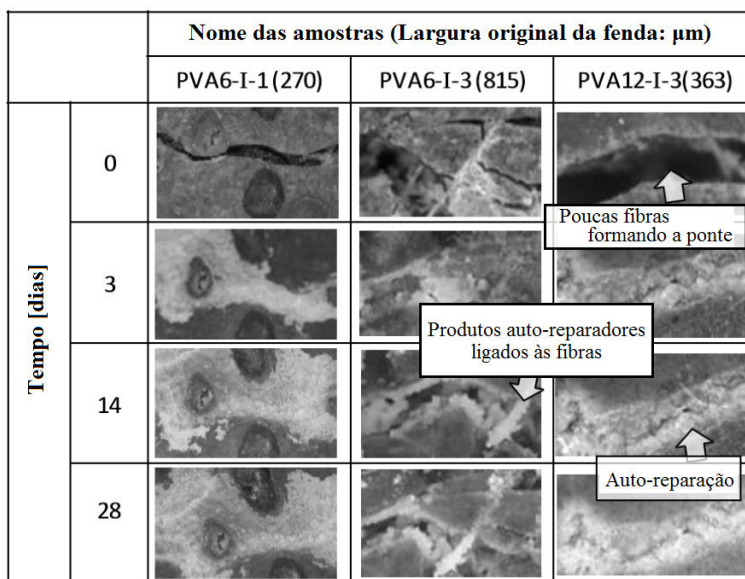 Nome das amostras (Largura original da fenda: μm)
PVA6-I-1 (270)
PVA6-I-3 (815)
PVA12-I-3(363)
Tempo [dias]
0
Poucas fibras
formando a ponte
3
Produtos auto-reparadores
ligados às fibras
14
Auto-reparação
28